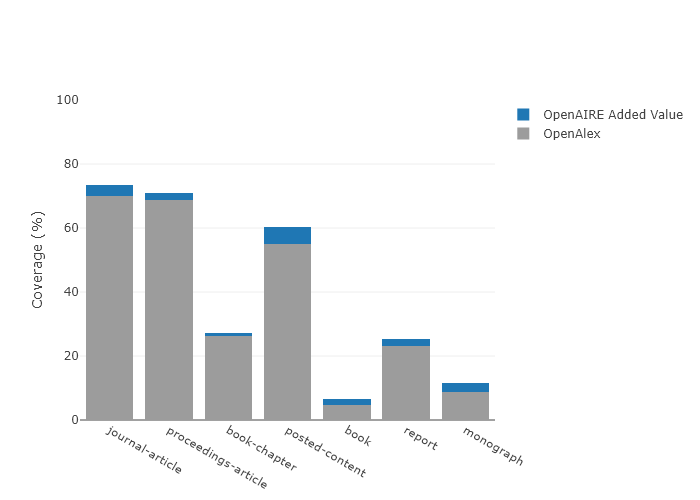 100
80
60
40
20
0
Coverage (%)
OpenAIRE Added Value
OpenAlex
journal-article
proceedings-article
book-chapter
posted-content
book
report
monograph